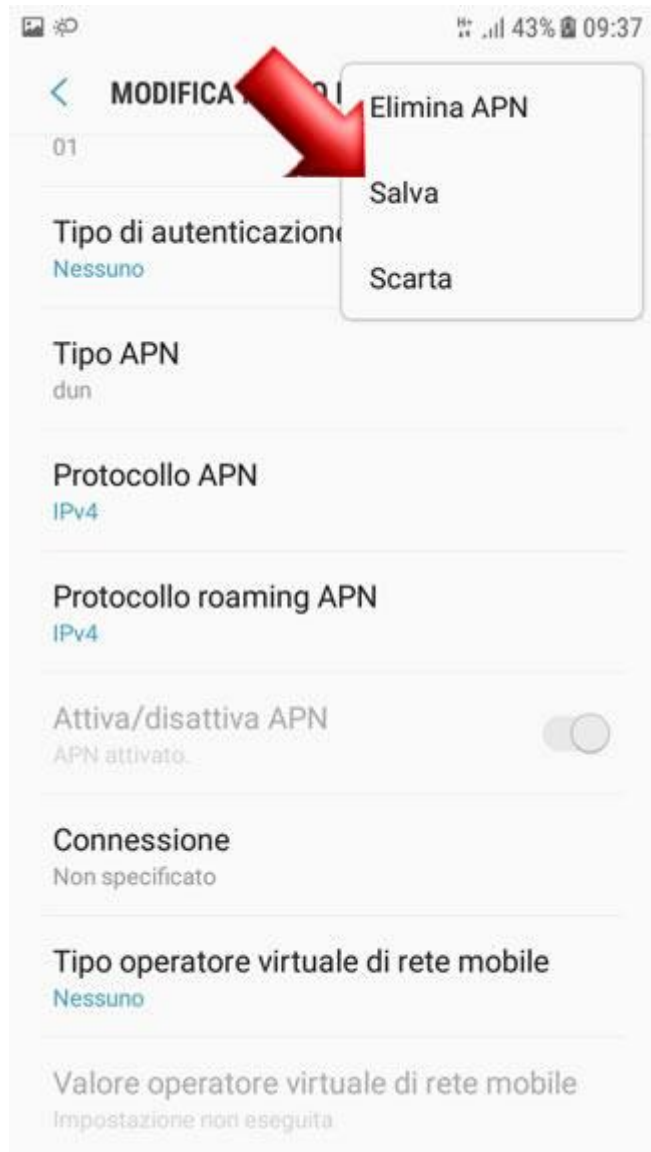 43% 09:37
MODIFICA
Elimina APN
01
Salva
Tipo di autenticazione
Nessuno
Scarta
Tipo APN
dun
Protocollo APN
IPv4
Protocollo roaming APN
IPv4
Attiva/disattiva APN
APN attivato.
Connessione
Non specificato
Tipo operatore virtuale di rete mobile
Nessuno
Valore operatore virtuale di rete mobile
Impostazione non eseguita